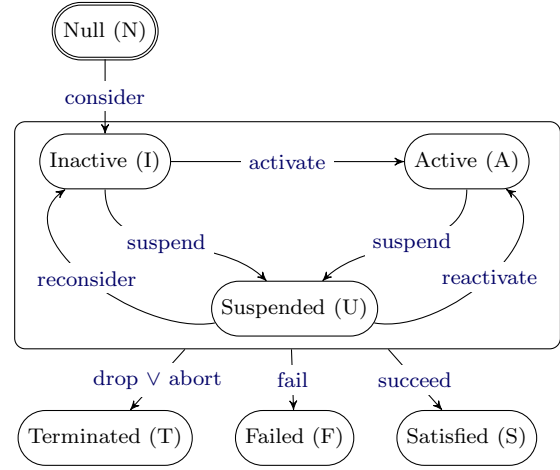 Null (N)
consider
Inactive (I)
activate
Active (A)
suspend
suspend
reconsider
reactivate
Suspended (U)
drop ∨ abort
fail
succeed
Terminated (T)
Failed (F)
Satisfied (S)